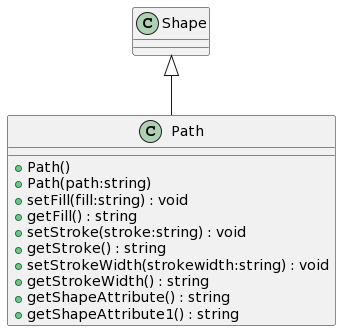 C Shape
C Path
Path()
Path(path:string)
setFill(fill:string) : void
getFill() : string
setStroke(stroke:string) : void
getStroke() : string
setStrokeWidth(strokewidth:string) : void
getStrokeWidth() : string
getShapeAttribute() : string
getShapeAttribute1() : string